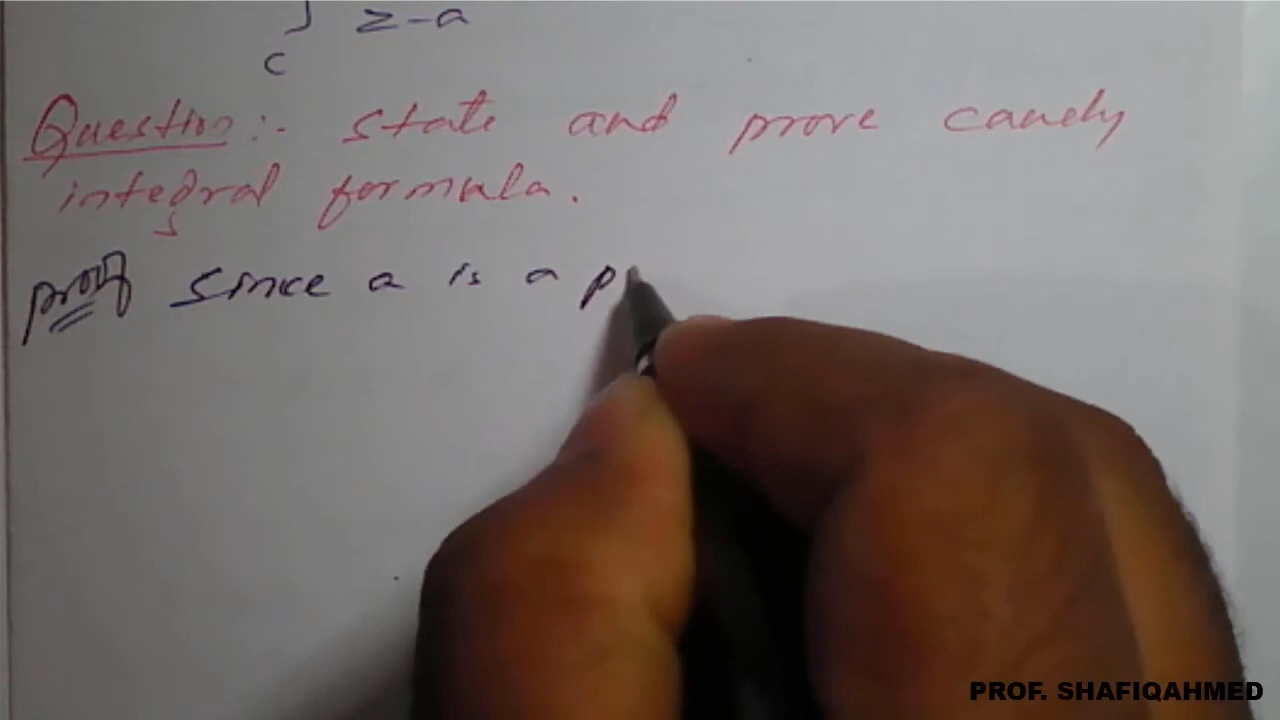 ∫ z-a
c
Question:- state and prove cauchy
integral formula.
proof since a is a p
PROF. SHAFIQAHMED